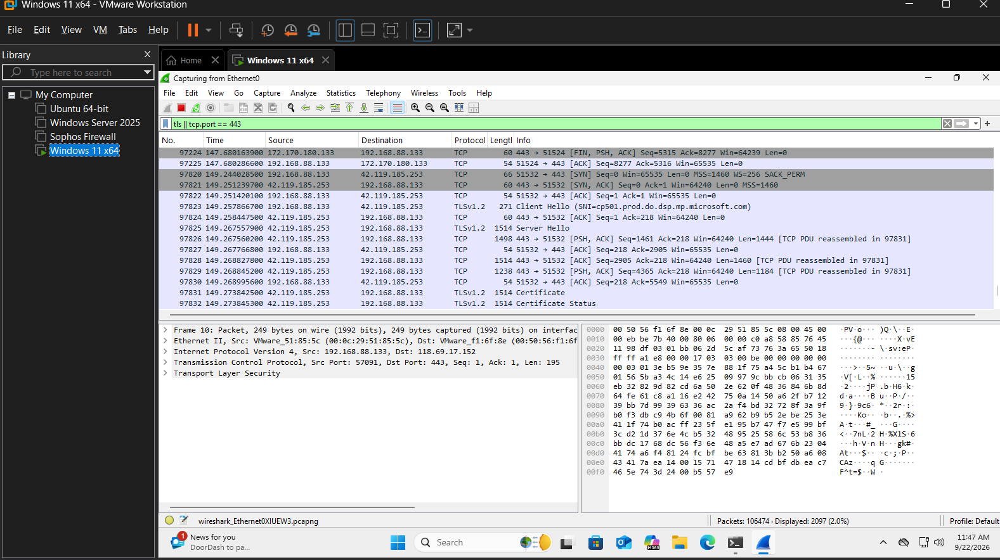 Windows 11 x64 - VMware Workstation
File Edit View VM Tabs Help
Library
Type here to search
My Computer
Ubuntu 64-bit
Windows Server 2025
Sophos Firewall
Windows 11 x64
Home
Windows 11 x64
Capturing from Ethernet0
File Edit View Go Capture Analyze Statistics Telephony Wireless Tools Help
tls || tcp.port == 443
No. Time Source Destination Protocol Lengtl Info
97224 147.680163900 172.170.180.133 192.168.88.133 TCP 60 443 → 51524 [FIN, PSH, ACK] Seq=5315 Ack=8277 Win=64239 Len=0
97225 147.680286600 192.168.88.133 172.170.180.133 TCP 54 51524 → 443 [ACK] Seq=8277 Ack=5316 Win=65535 Len=0
97820 149.244028500 192.168.88.133 42.119.185.253 TCP 66 51532 → 443 [SYN] Seq=0 Win=65535 Len=0 MSS=1460 WS=256 SACK_PERM
97821 149.251239700 42.119.185.253 192.168.88.133 TCP 60 443 → 51532 [SYN, ACK] Seq=0 Ack=1 Win=64240 Len=0 MSS=1460
97822 149.251420100 192.168.88.133 42.119.185.253 TCP 54 51532 → 443 [ACK] Seq=1 Ack=1 Win=65535 Len=0
97823 149.257866700 192.168.88.133 42.119.185.253 TLSv1.2 271 Client Hello (SNI=cp501.prod.do.dsp.mp.microsoft.com)
97824 149.258447500 42.119.185.253 192.168.88.133 TCP 60 443 → 51532 [ACK] Seq=1 Ack=218 Win=64240 Len=0
97825 149.267557900 42.119.185.253 192.168.88.133 TLSv1.2 1514 Server Hello
97826 149.267560200 42.119.185.253 192.168.88.133 TCP 1498 443 → 51532 [PSH, ACK] Seq=1461 Ack=218 Win=64240 Len=1444 [TCP PDU reassembled in 97831]
97827 149.267766800 192.168.88.133 42.119.185.253 TCP 54 51532 → 443 [ACK] Seq=218 Ack=2905 Win=65535 Len=0
97828 149.268827800 42.119.185.253 192.168.88.133 TCP 1514 443 → 51532 [ACK] Seq=2905 Ack=218 Win=64240 Len=1460 [TCP PDU reassembled in 97831]
97829 149.268845200 42.119.185.253 192.168.88.133 TCP 1238 443 → 51532 [PSH, ACK] Seq=4365 Ack=218 Win=64240 Len=1184 [TCP PDU reassembled in 97831]
97830 149.268995600 192.168.88.133 42.119.185.253 TCP 54 51532 → 443 [ACK] Seq=218 Ack=5549 Win=65535 Len=0
97831 149.273842500 42.119.185.253 192.168.88.133 TLSv1.2 1514 Certificate
97832 149.273845300 42.119.185.253 192.168.88.133 TLSv1.2 1514 Certificate Status
Frame 10: Packet, 249 bytes on wire (1992 bits), 249 bytes captured (1992 bits) on interfac
Ethernet II, Src: VMware_51:85:5c (00:0c:29:51:85:5c), Dst: VMware_f1:6f:8e (00:50:56:f1:6f
Internet Protocol Version 4, Src: 192.168.88.133, Dst: 118.69.17.152
Transmission Control Protocol, Src Port: 57091, Dst Port: 443, Seq: 1, Ack: 1, Len: 195
Transport Layer Security
0000 00 50 56 f1 6f 8e 00 0c 29 51 85 5c 08 00 45 00 ·PV·o··· )Q·\··E·
0010 00 eb be 7b 40 00 80 06 00 00 c0 a8 58 85 76 45 ···{@··· ····X·vE
0020 11 98 df 03 01 bb 06 2d 5c af 73 76 3a 65 50 18 ·······- \·sv:eP·
0030 ff ff a1 e8 00 00 17 03 03 00 be 00 00 00 00 00 ········ ········
0040 00 03 01 3e b5 9e 35 7e 88 1f 75 a4 5c b1 b4 67 ···>··5~ ··u·\··g
0050 01 56 5b a3 4c 14 e6 25 09 97 9c bb cb 06 31 35 ·V[·L··% ······15
0060 eb 32 82 9d 82 cd 6a 50 2e 62 0f 48 36 84 6b 8d ·2····jP .b·H6·k·
0070 64 fe 61 c8 a1 16 e2 42 75 0a 14 50 a6 2f b7 12 d·a····B u··P·/··
0080 39 bb 7d 99 39 63 36 ac 2a f4 bd 32 72 8f 3a 9f 9·}·9c6· *··2r·:·
0090 b0 f3 db c9 4b 6f 00 81 a9 62 b9 b5 2e be 25 3e ····Ko·· ·b··.·%>
00a0 41 1f 74 b0 ac ff 23 5f e1 95 b7 47 f7 e5 99 bf A·t···#_ ···G····
00b0 3c d2 1d 37 6e 4c b5 32 48 95 25 58 6c 53 b8 36 <··7nL·2 H·%XlS·6
00c0 bb dc 17 68 dc 56 f3 6e 48 a5 e7 ad 67 6b 23 04 ···h·V·n H···gk#·
00d0 41 74 a6 f4 81 24 fc bf be 63 81 3b b2 50 a6 08 At···$·· ·c·;·P··
00e0 43 41 7a ea 14 00 15 71 47 18 14 cd bf db ea c7 CAz····q G·······
00f0 46 5e 74 3d 24 00 b5 57 e9 F^t=$··W ·
wireshark_Ethernet0XIUEW3.pcapng
Packets: 106474 · Displayed: 2097 (2.0%)
Profile: Default
1
News for you
DoorDash to pa...
Search
M365
11:47 AM
9/22/2026